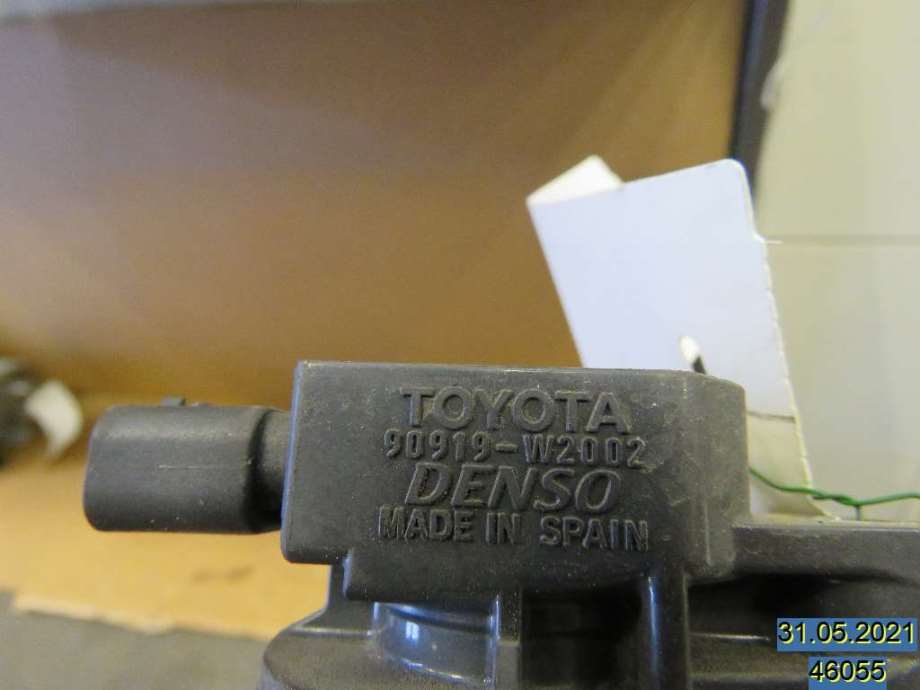 TOYOTA
90919-W2002
DENSO
MADE IN SPAIN
31.05.2021
46055